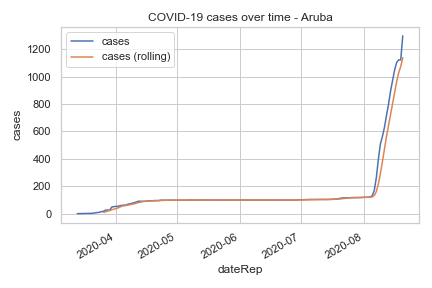 COVID-19 cases over time - Aruba
cases
cases (rolling)
1200
1000
800
600
400
200
0
cases
2020-04
2020-05
2020-06
2020-07
2020-08
dateRep